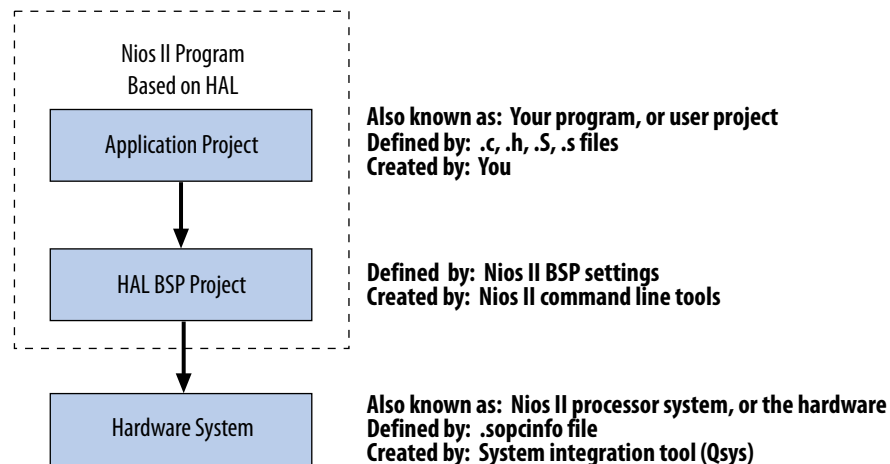 Nios II Program
Based on HAL
Application Project
Also known as: Your program, or user project
Defined by: .c, .h, .S, .s files
Created by: You
HAL BSP Project
Defined by: Nios II BSP settings
Created by: Nios II command line tools
Hardware System
Also known as: Nios II processor system, or the hardware
Defined by: .sopcinfo file
Created by: System integration tool (Qsys)